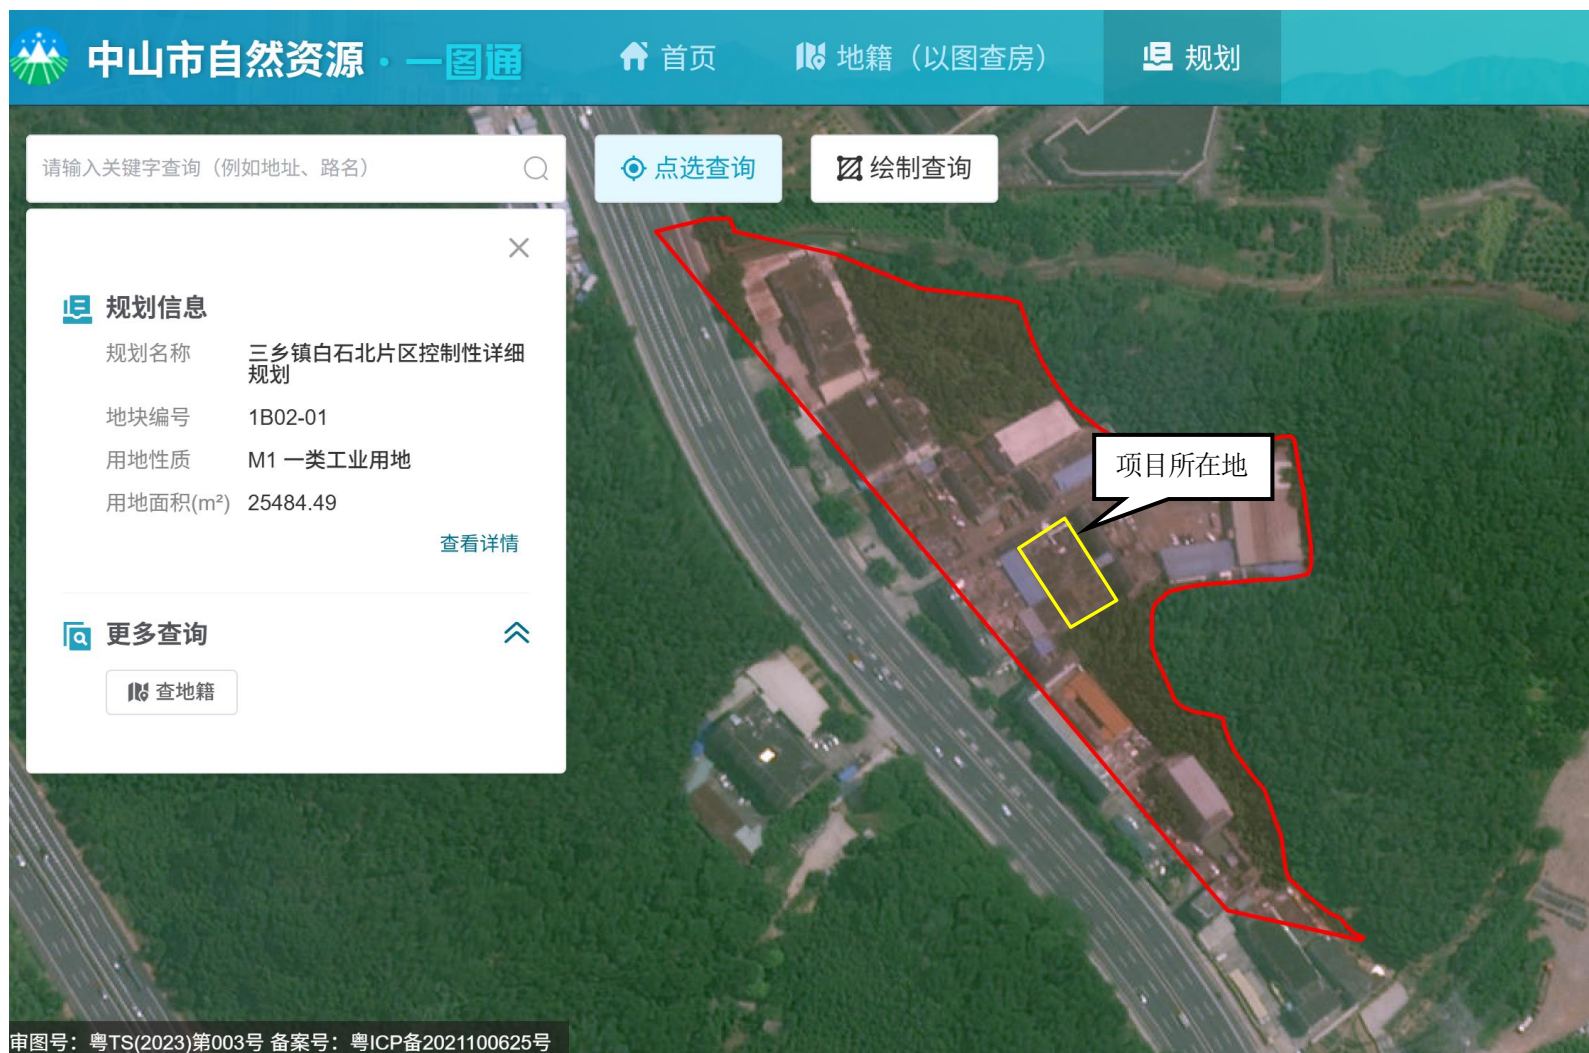 中山市自然资源·一图通
首页
地籍（以图查房）
规划
请输入关键字查询（例如地址、路名）
点选查询
绘制查询
规划信息
规划名称 三乡镇白石北片区控制性详细
规划
地块编号 1B02-01
用地性质 M1 一类工业用地
用地面积(m²) 25484.49
查看详情
更多查询
查地籍
项目所在地
审图号：粤TS(2023)第003号 备案号：粤ICP备2021100625号